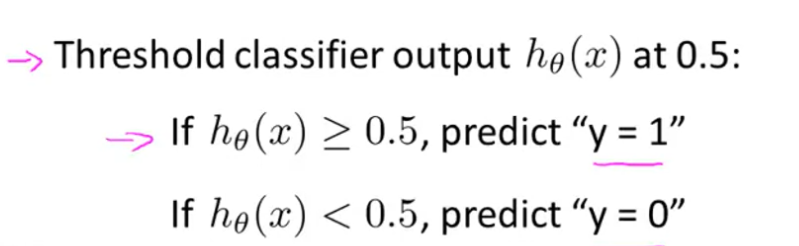 → Threshold classifier output hθ(x) at 0.5:
→ If hθ(x) ≥ 0.5, predict “y = 1”
If hθ(x) < 0.5, predict “y = 0”